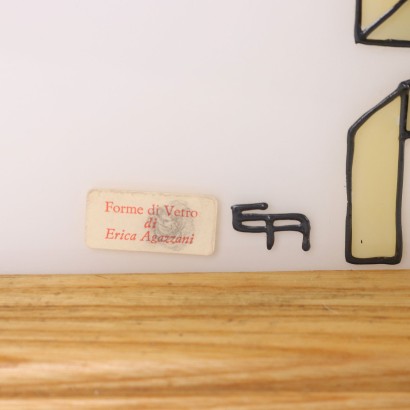 Forme di Vetro
di
Erica Agazzani
EA